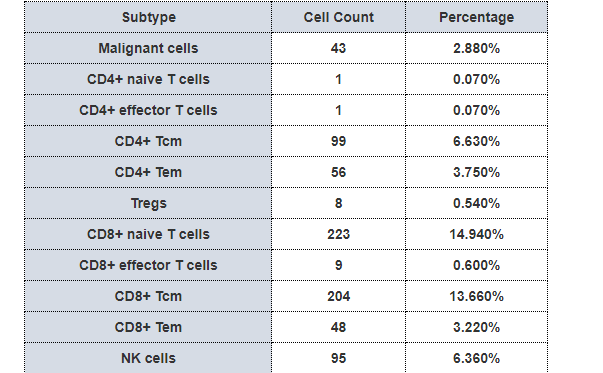 Subtype Cell Count Percentage
Malignant cells 43 2.880%
CD4+ naive T cells 1 0.070%
CD4+ effector T cells 1 0.070%
CD4+ Tcm 99 6.630%
CD4+ Tem 56 3.750%
Tregs 8 0.540%
CD8+ naive T cells 223 14.940%
CD8+ effector T cells 9 0.600%
CD8+ Tcm 204 13.660%
CD8+ Tem 48 3.220%
NK cells 95 6.360%